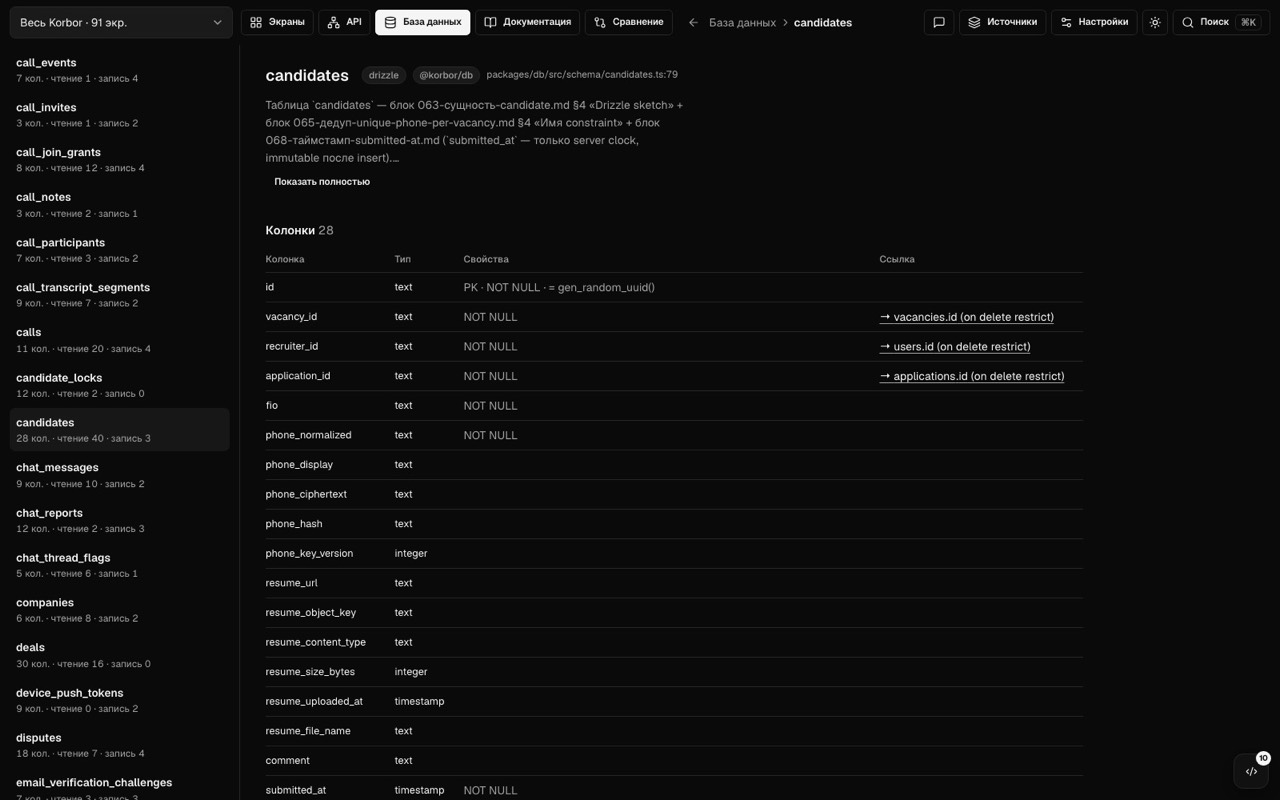 Весь Korbor · 91 экр.
Экраны
API
База данных
Документация
Сравнение
База данных > candidates
Источники
Настройки
Поиск ⌘K
call_events
7 кол. · чтение 1 · запись 4
call_invites
3 кол. · чтение 1 · запись 2
call_join_grants
8 кол. · чтение 12 · запись 4
call_notes
3 кол. · чтение 2 · запись 1
call_participants
7 кол. · чтение 3 · запись 2
call_transcript_segments
9 кол. · чтение 7 · запись 2
calls
11 кол. · чтение 20 · запись 4
candidate_locks
12 кол. · чтение 2 · запись 0
candidates
28 кол. · чтение 40 · запись 3
chat_messages
9 кол. · чтение 10 · запись 2
chat_reports
12 кол. · чтение 2 · запись 3
chat_thread_flags
5 кол. · чтение 6 · запись 1
companies
6 кол. · чтение 8 · запись 2
deals
30 кол. · чтение 16 · запись 0
device_push_tokens
9 кол. · чтение 0 · запись 2
disputes
18 кол. · чтение 7 · запись 4
email_verification_challenges
7 кол. · чтение 3 · запись 3
candidates drizzle @korbor/db packages/db/src/schema/candidates.ts:79
Таблица `candidates` — блок 063-сущность-candidate.md §4 «Drizzle sketch» +
блок 065-дедуп-unique-phone-per-vacancy.md §4 «Имя constraint» + блок
068-таймстамп-submitted-at.md (`submitted_at` — только server clock,
immutable после insert)....
Показать полностью
Колонки 28
Колонка Тип Свойства Ссылка
id text PK · NOT NULL · = gen_random_uuid()
vacancy_id text NOT NULL → vacancies.id (on delete restrict)
recruiter_id text NOT NULL → users.id (on delete restrict)
application_id text NOT NULL → applications.id (on delete restrict)
fio text NOT NULL
phone_normalized text NOT NULL
phone_display text
phone_ciphertext text
phone_hash text
phone_key_version integer
resume_url text
resume_object_key text
resume_content_type text
resume_size_bytes integer
resume_uploaded_at timestamp
resume_file_name text
comment text
submitted_at timestamp NOT NULL
10